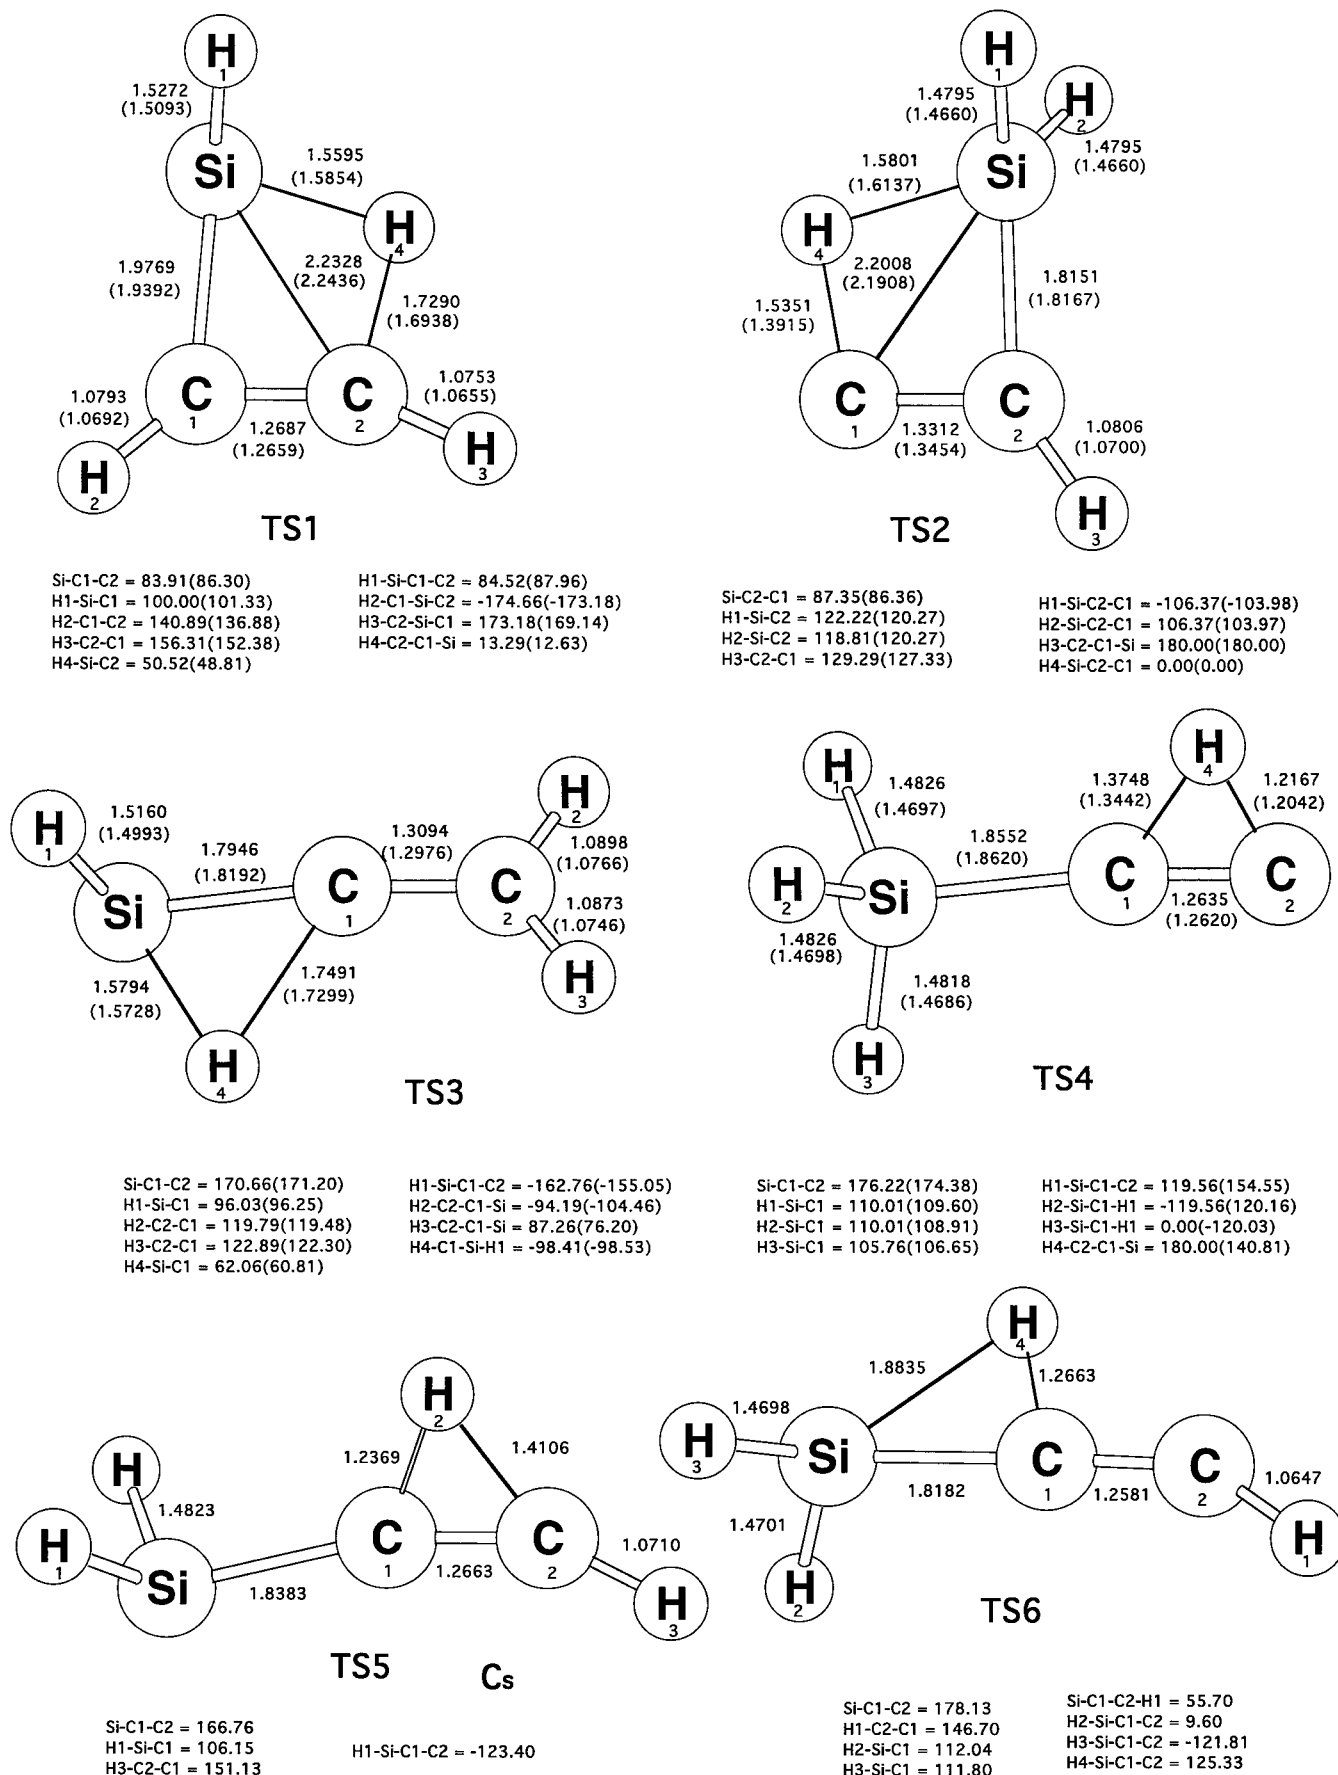 H
1
1.5272
(1.5093)
Si
1.5595
(1.5854)
H
4
1.9769
(1.9392)
2.2328
(2.2436)
1.7290
(1.6938)
1.0793
(1.0692)
C
1
C
2
1.0753
(1.0655)
1.2687
(1.2659)
H
2
H
3
TS1
H
1
H
2
1.4795
(1.4660)
1.4795
(1.4660)
1.5801
(1.6137)
Si
H
4
2.2008
(2.1908)
1.8151
(1.8167)
1.5351
(1.3915)
C
1
C
2
1.3312
(1.3454)
1.0806
(1.0700)
H
3
TS2
Si-C1-C2 = 83.91(86.30)
H1-Si-C1 = 100.00(101.33)
H2-C1-C2 = 140.89(136.88)
H3-C2-C1 = 156.31(152.38)
H4-Si-C2 = 50.52(48.81)
H1-Si-C1-C2 = 84.52(87.96)
H2-C1-Si-C2 = -174.66(-173.18)
H3-C2-Si-C1 = 173.18(169.14)
H4-C2-C1-Si = 13.29(12.63)
Si-C2-C1 = 87.35(86.36)
H1-Si-C2 = 122.22(120.27)
H2-Si-C2 = 118.81(120.27)
H3-C2-C1 = 129.29(127.33)
H1-Si-C2-C1 = -106.37(-103.98)
H2-Si-C2-C1 = 106.37(103.97)
H3-C2-C1-Si = 180.00(180.00)
H4-Si-C2-C1 = 0.00(0.00)
H
1
1.5160
(1.4993)
1.7946
(1.8192)
1.3094
(1.2976)
H
2
1.0898
(1.0766)
Si
C
1
C
2
1.0873
(1.0746)
H
3
1.5794
(1.5728)
1.7491
(1.7299)
H
4
TS3
H
1
1.4826
(1.4697)
1.3748
(1.3442)
H
4
1.2167
(1.2042)
1.8552
(1.8620)
H
2
Si
C
1
C
2
1.2635
(1.2620)
1.4826
(1.4698)
1.4818
(1.4686)
H
3
TS4
Si-C1-C2 = 170.66(171.20)
H1-Si-C1 = 96.03(96.25)
H2-C2-C1 = 119.79(119.48)
H3-C2-C1 = 122.89(122.30)
H4-Si-C1 = 62.06(60.81)
H1-Si-C1-C2 = -162.76(-155.05)
H2-C2-C1-Si = -94.19(-104.46)
H3-C2-C1-Si = 87.26(76.20)
H4-C1-Si-H1 = -98.41(-98.53)
Si-C1-C2 = 176.22(174.38)
H1-Si-C1 = 110.01(109.60)
H2-Si-C1 = 110.01(108.91)
H3-Si-C1 = 105.76(106.65)
H1-Si-C1-C2 = 119.56(154.55)
H2-Si-C1-H1 = -119.56(120.16)
H3-Si-C1-H1 = 0.00(-120.03)
H4-C2-C1-Si = 180.00(140.81)
H
2
1.2369
1.4106
H
1.4823
H
1
Si
C
1
C
2
1.0710
1.2663
1.8383
H
3
TS5
Cs
H
4
1.8835
1.2663
1.4698
H
3
Si
C
1
C
2
1.0647
1.8182
1.2581
1.4701
H
2
H
1
TS6
Si-C1-C2 = 166.76
H1-Si-C1 = 106.15
H3-C2-C1 = 151.13
H1-Si-C1-C2 = -123.40
Si-C1-C2 = 178.13
H1-C2-C1 = 146.70
H2-Si-C1 = 112.04
H3-Si-C1 = 111.80
Si-C1-C2-H1 = 55.70
H2-Si-C1-C2 = 9.60
H3-Si-C1-C2 = -121.81
H4-Si-C1-C2 = 125.33